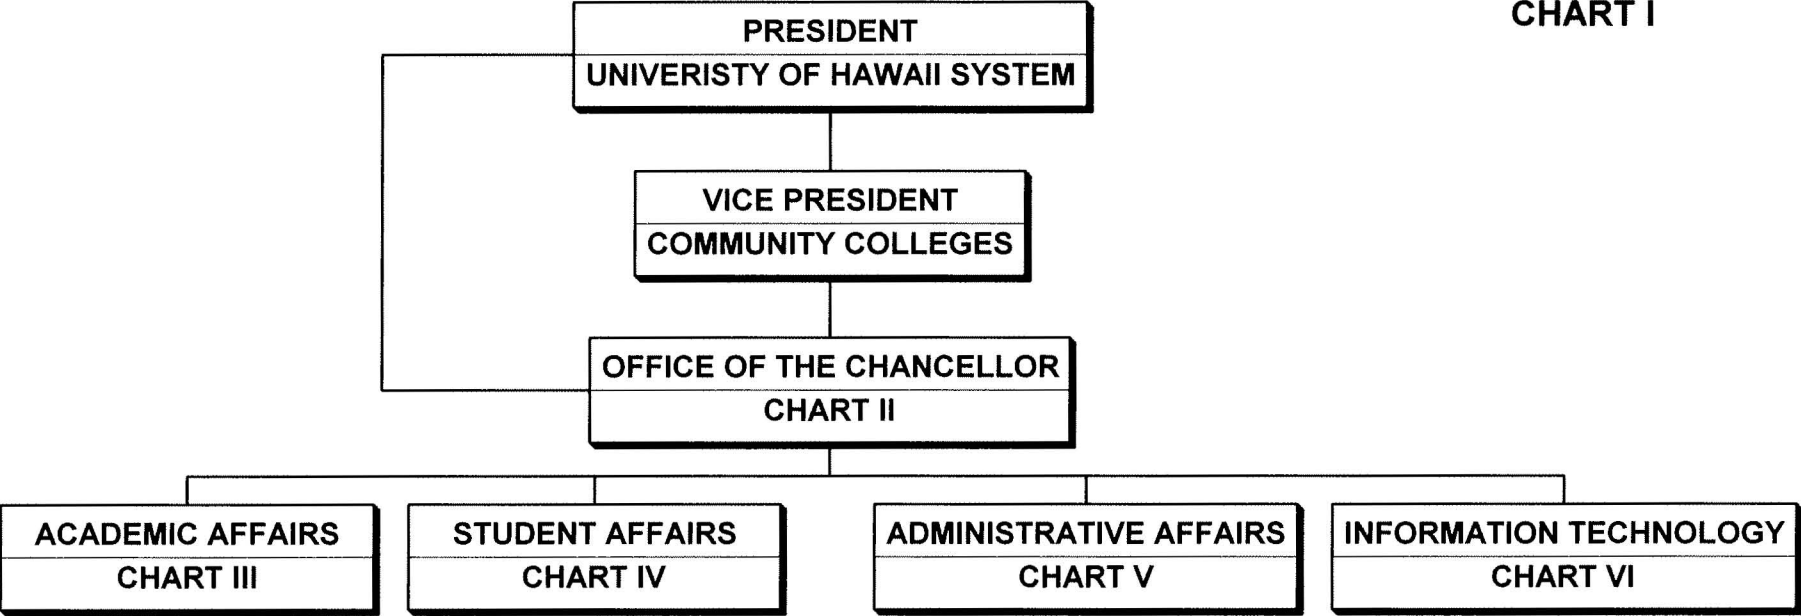 CHART I
PRESIDENT
UNIVERISTY OF HAWAII SYSTEM
VICE PRESIDENT
COMMUNITY COLLEGES
OFFICE OF THE CHANCELLOR
CHART II
ACADEMIC AFFAIRS
CHART III
STUDENT AFFAIRS
CHART IV
ADMINISTRATIVE AFFAIRS
CHART V
INFORMATION TECHNOLOGY
CHART VI